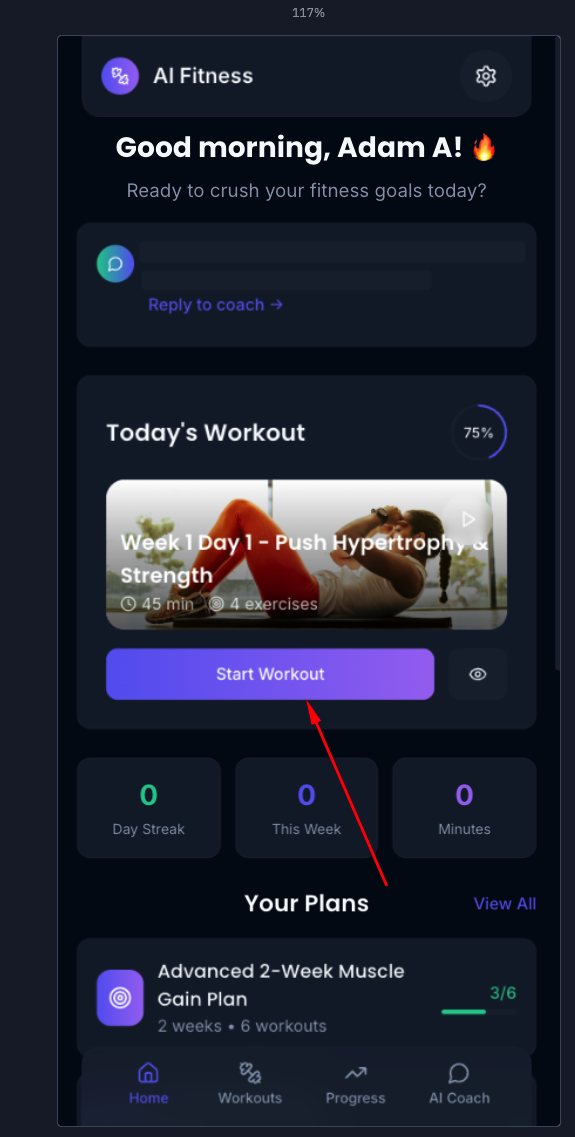 117%
AI Fitness
Good morning, Adam A! 🔥
Ready to crush your fitness goals today?
Reply to coach →
Today's Workout
75%
Week 1 Day 1 - Push Hypertrophy &
Strength
45 min 4 exercises
Start Workout
0 0 0
Day Streak This Week Minutes
Your Plans View All
Advanced 2-Week Muscle
Gain Plan
3/6
2 weeks • 6 workouts
Home Workouts Progress AI Coach